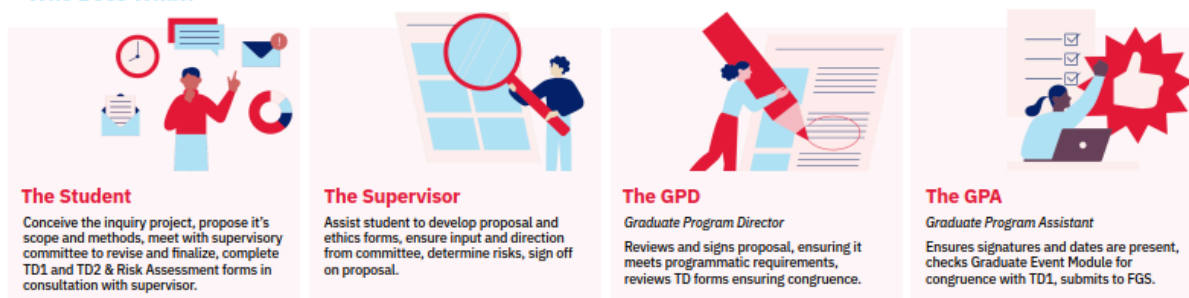 The Student
Conceive the inquiry project, propose it's
scope and methods, meet with supervisory
committee to revise and finalize, complete
TD1 and TD2 & Risk Assessment forms in
consultation with supervisor.
The Supervisor
Assist student to develop proposal and
ethics forms, ensure input and direction
from committee, determine risks, sign off
on proposal.
The GPD
Graduate Program Director
Reviews and signs proposal, ensuring it
meets programmatic requirements,
reviews TD forms ensuring congruence.
The GPA
Graduate Program Assistant
Ensures signatures and dates are present,
checks Graduate Event Module for
congruence with TD1, submits to FGS.